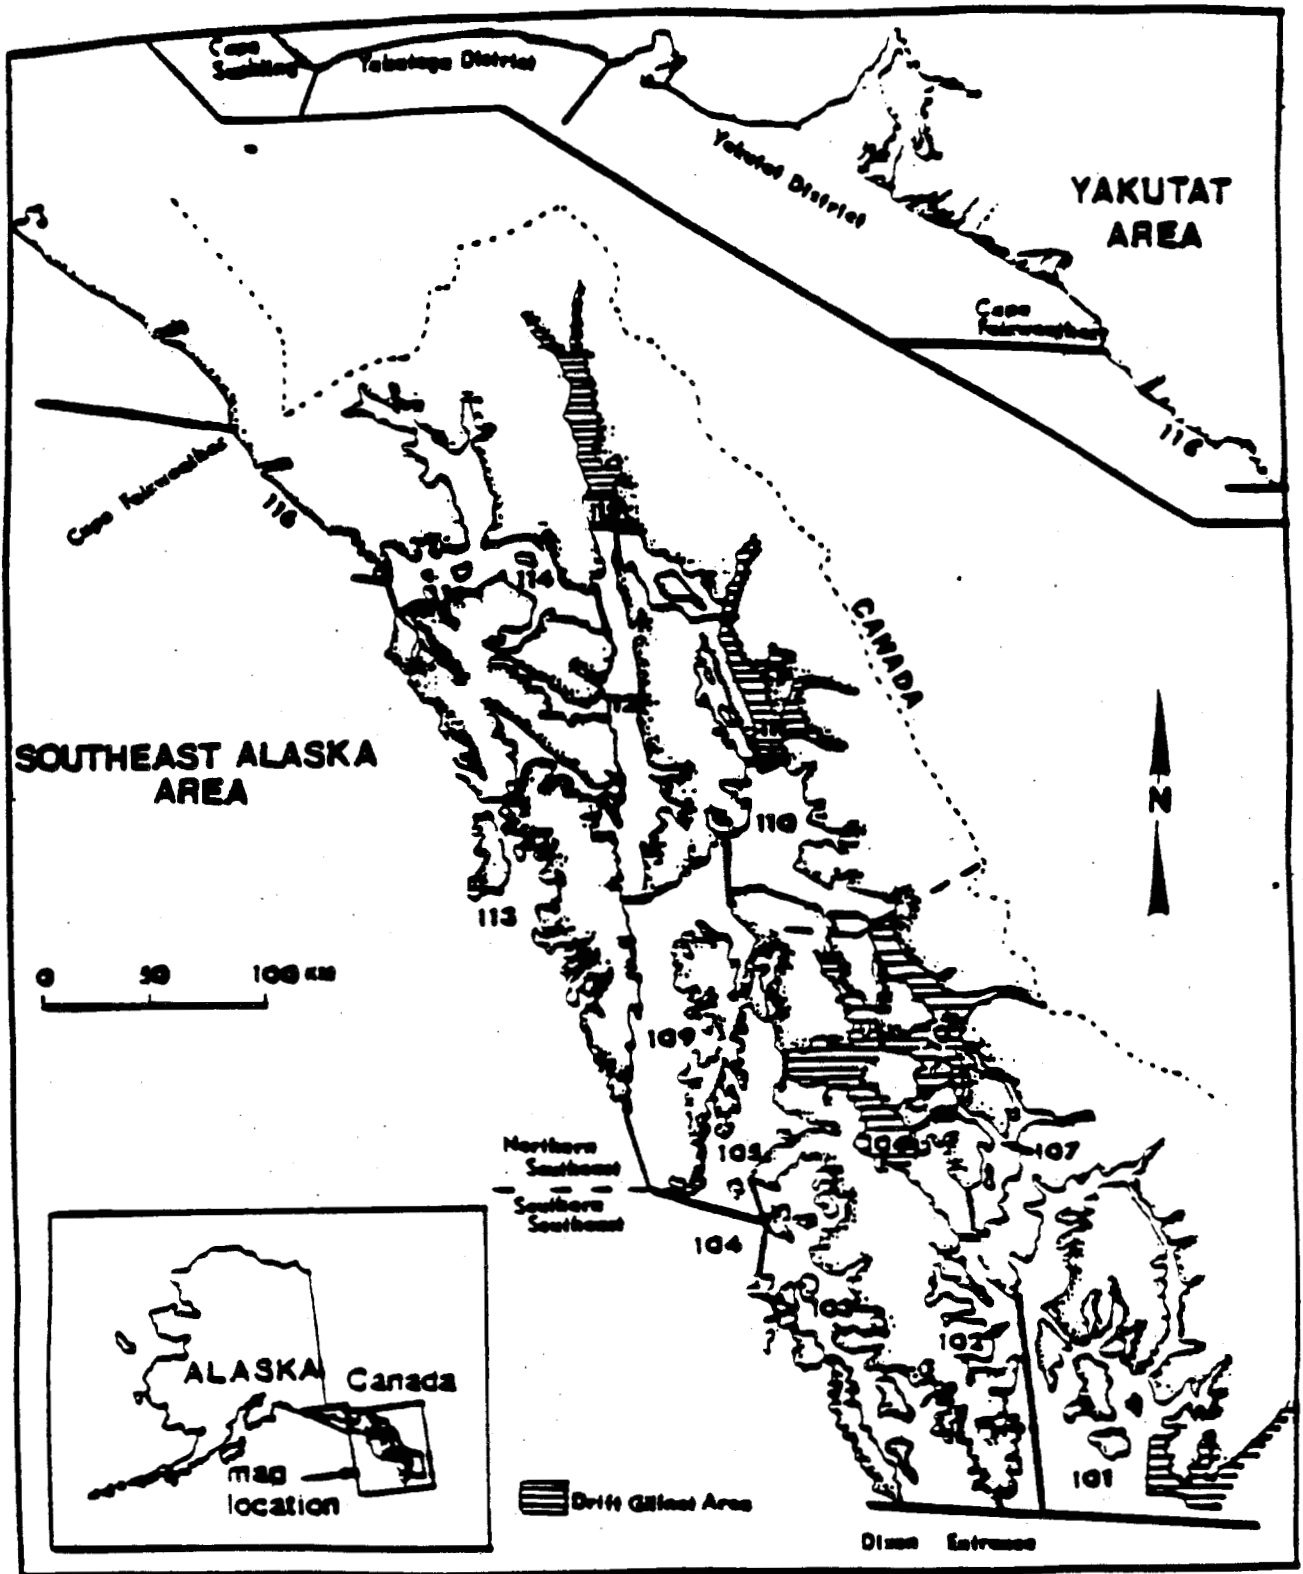 Cape
Suckling
Yakataga District
Yakutat District
YAKUTAT
AREA
Cape
Fairweather
116
Cape Fairweather
116
114
CANADA
SOUTHEAST ALASKA
AREA
N
110
113
0 50 100 KM
109
Northern
Southeast
Southern
Southeast
105
106
107
104
103
102
101
ALASKA
Canada
map
location
Drift Gillnet Area
Dixon Entrance